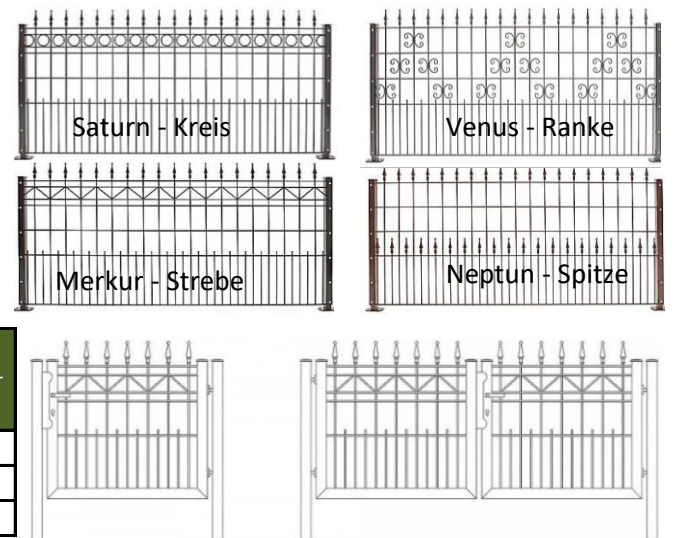 Saturn - Kreis
Venus - Ranke
Merkur - Strebe
Neptun - Spitze